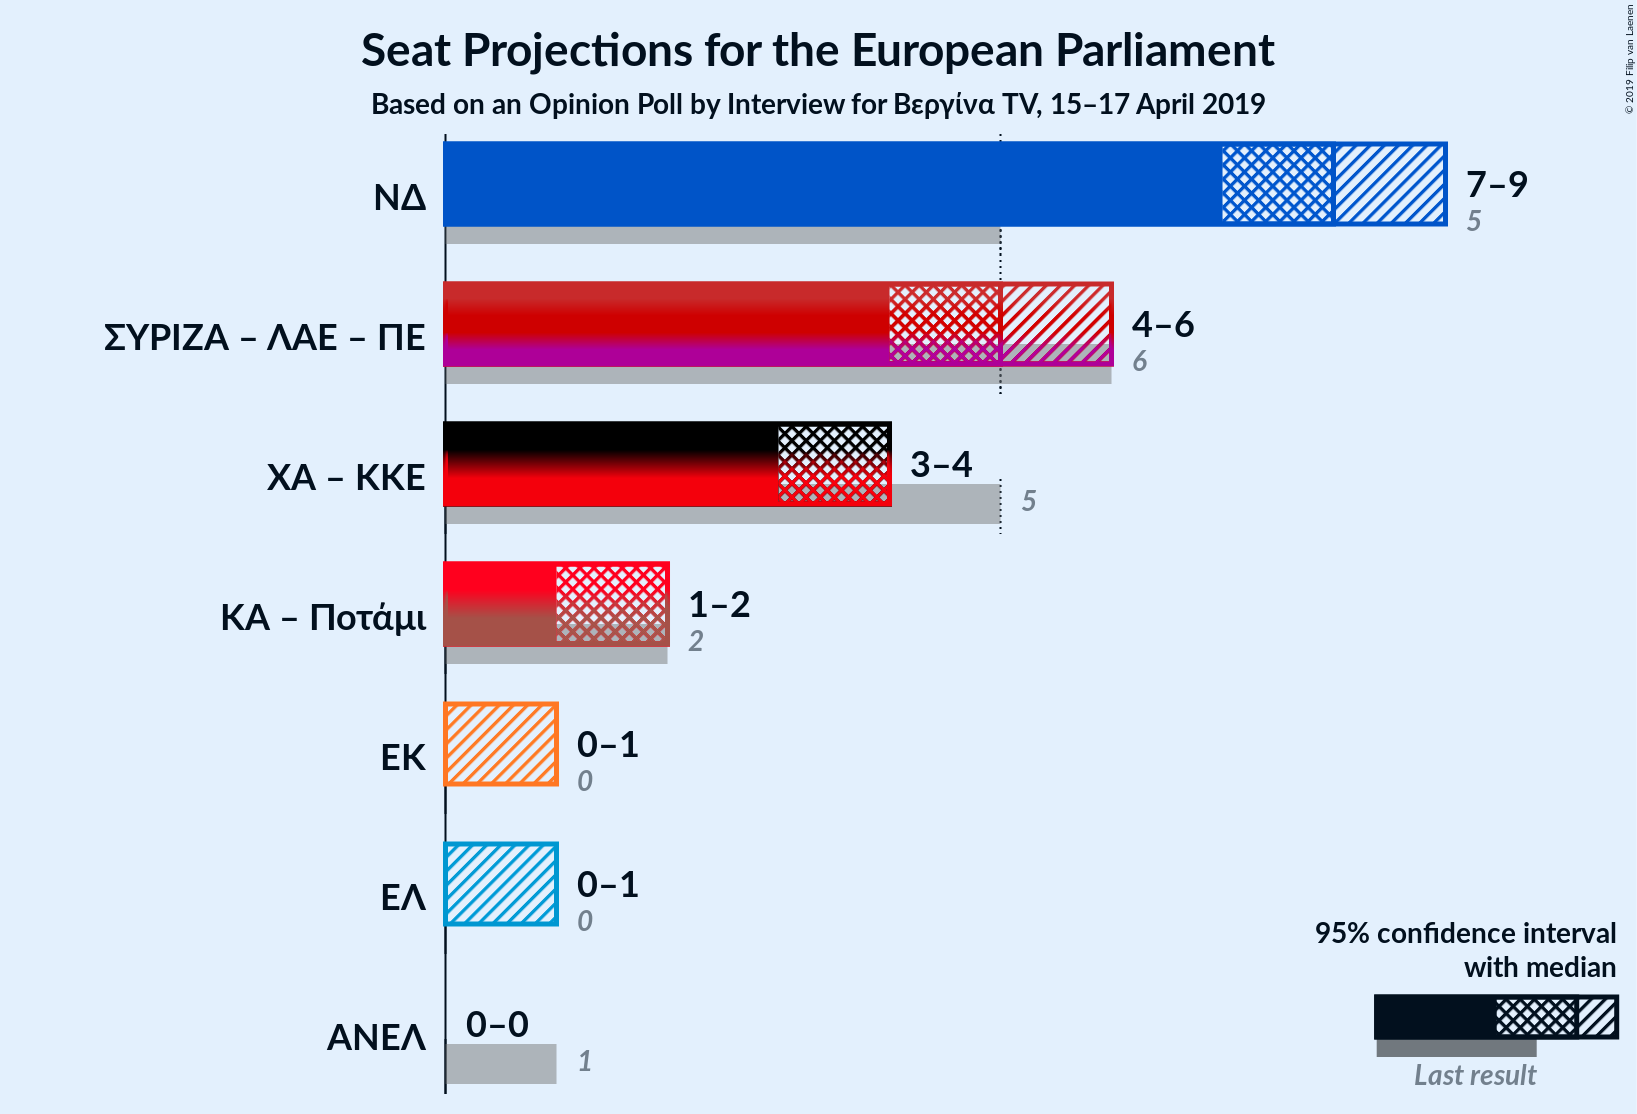 Seat Projections for the European Parliament
Based on an Opinion Poll by Interview for Βεργίνα TV, 15–17 April 2019
© 2019 Filip van Laenen
ΝΔ
7–9
5
ΣΥΡΙΖΑ – ΛΑΕ – ΠΕ
4–6
6
ΧΑ – ΚΚΕ
3–4
5
ΚΑ – Ποτάμι
1–2
2
ΕΚ
0–1
0
ΕΛ
0–1
0
ΑΝΕΛ
0–0
1
95% confidence interval
with median
Last result